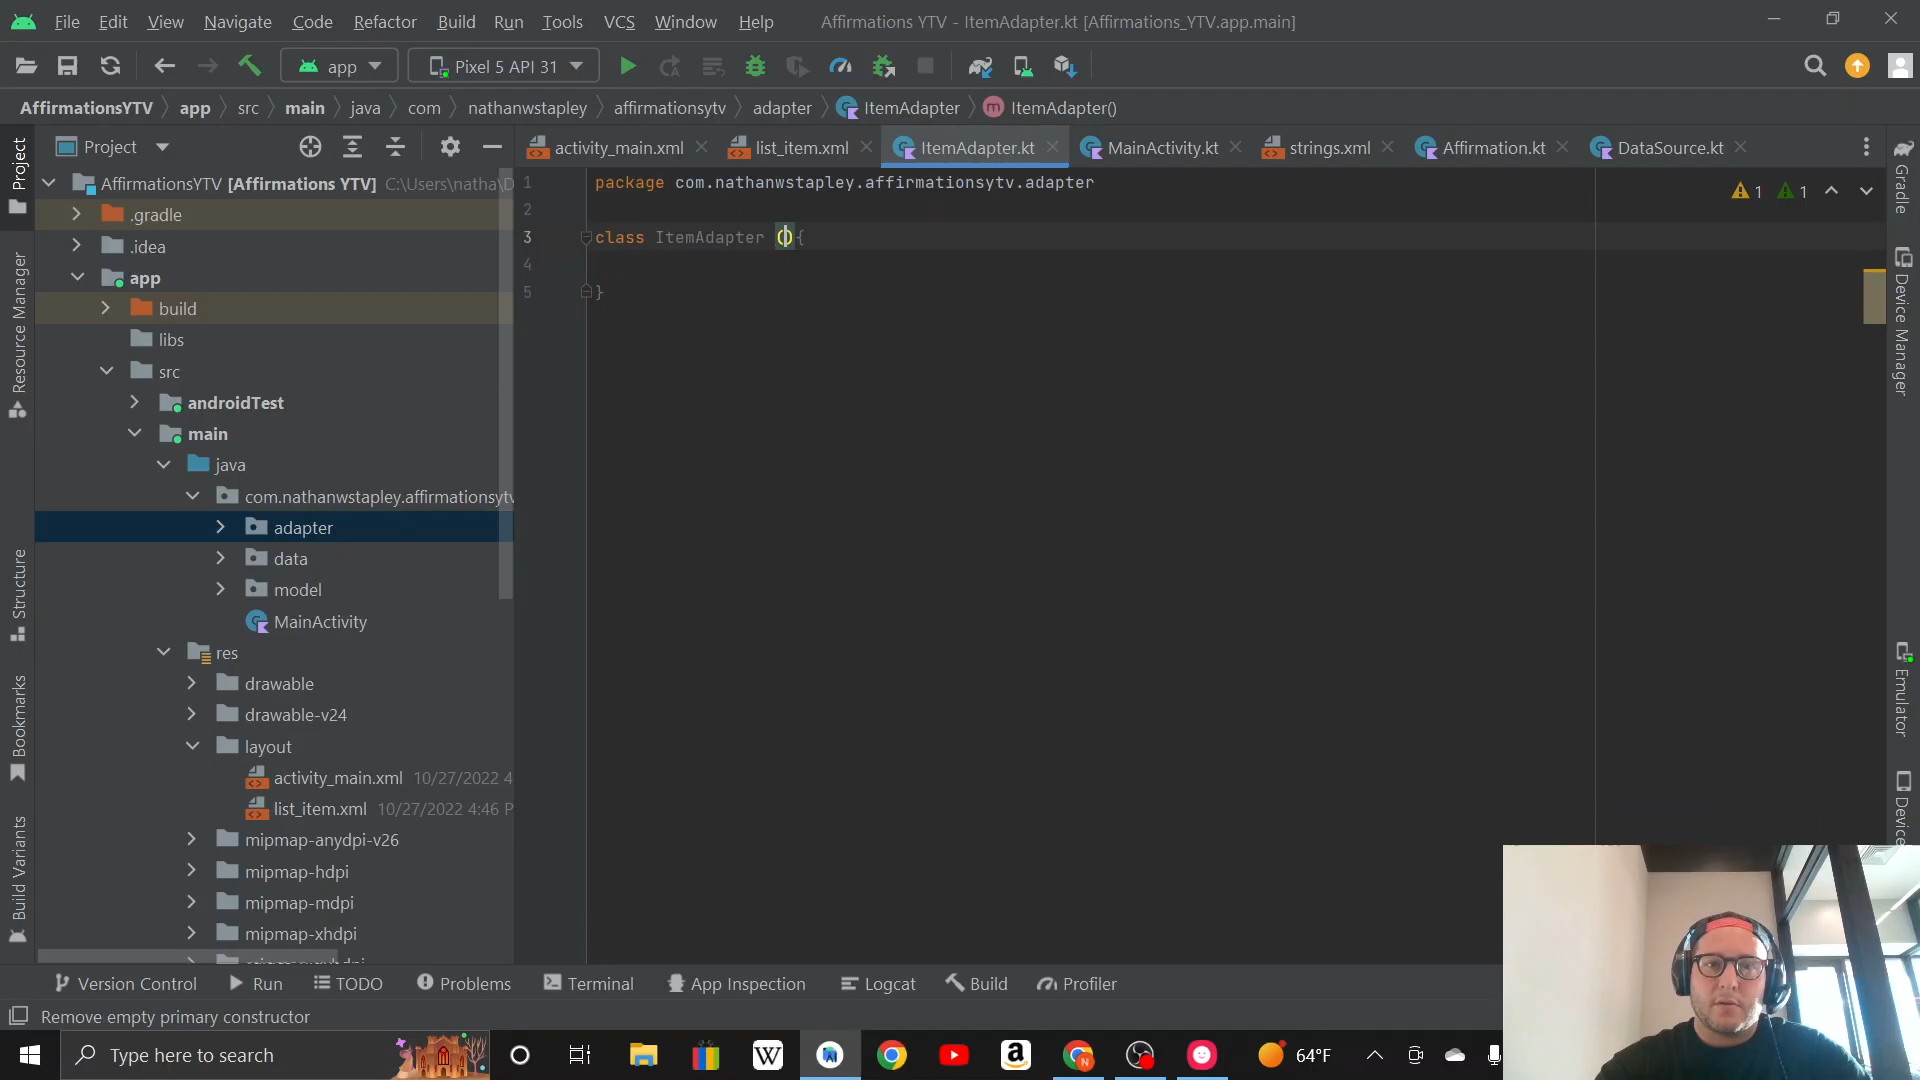 File Edit View Navigate Code Refactor Build Run Tools VCS Window Help Affirmations YTV - ItemAdapter.kt [Affirmations_YTV.app.main]
app Pixel 5 API 31
AffirmationsYTV app src main java com nathanwstapley affirmationsytv adapter ItemAdapter ItemAdapter()
Project
activity_main.xml list_item.xml ItemAdapter.kt MainActivity.kt strings.xml Affirmation.kt DataSource.kt
AffirmationsYTV [Affirmations YTV] C:\Users\natha\D
.gradle
.idea
app
build
libs
src
androidTest
main
java
com.nathanwstapley.affirmationsytv
adapter
data
model
MainActivity
res
drawable
drawable-v24
layout
activity_main.xml 10/27/2022 4
list_item.xml 10/27/2022 4:46 P
mipmap-anydpi-v26
mipmap-hdpi
mipmap-mdpi
mipmap-xhdpi
1 package com.nathanwstapley.affirmationsytv.adapter
2
3 class ItemAdapter (){
4
5 }
1 1
Project
Resource Manager
Structure
Bookmarks
Build Variants
Gradle
Device Manager
Emulator
Device
Version Control Run TODO Problems Terminal App Inspection Logcat Build Profiler
Remove empty primary constructor
Type here to search
64°F